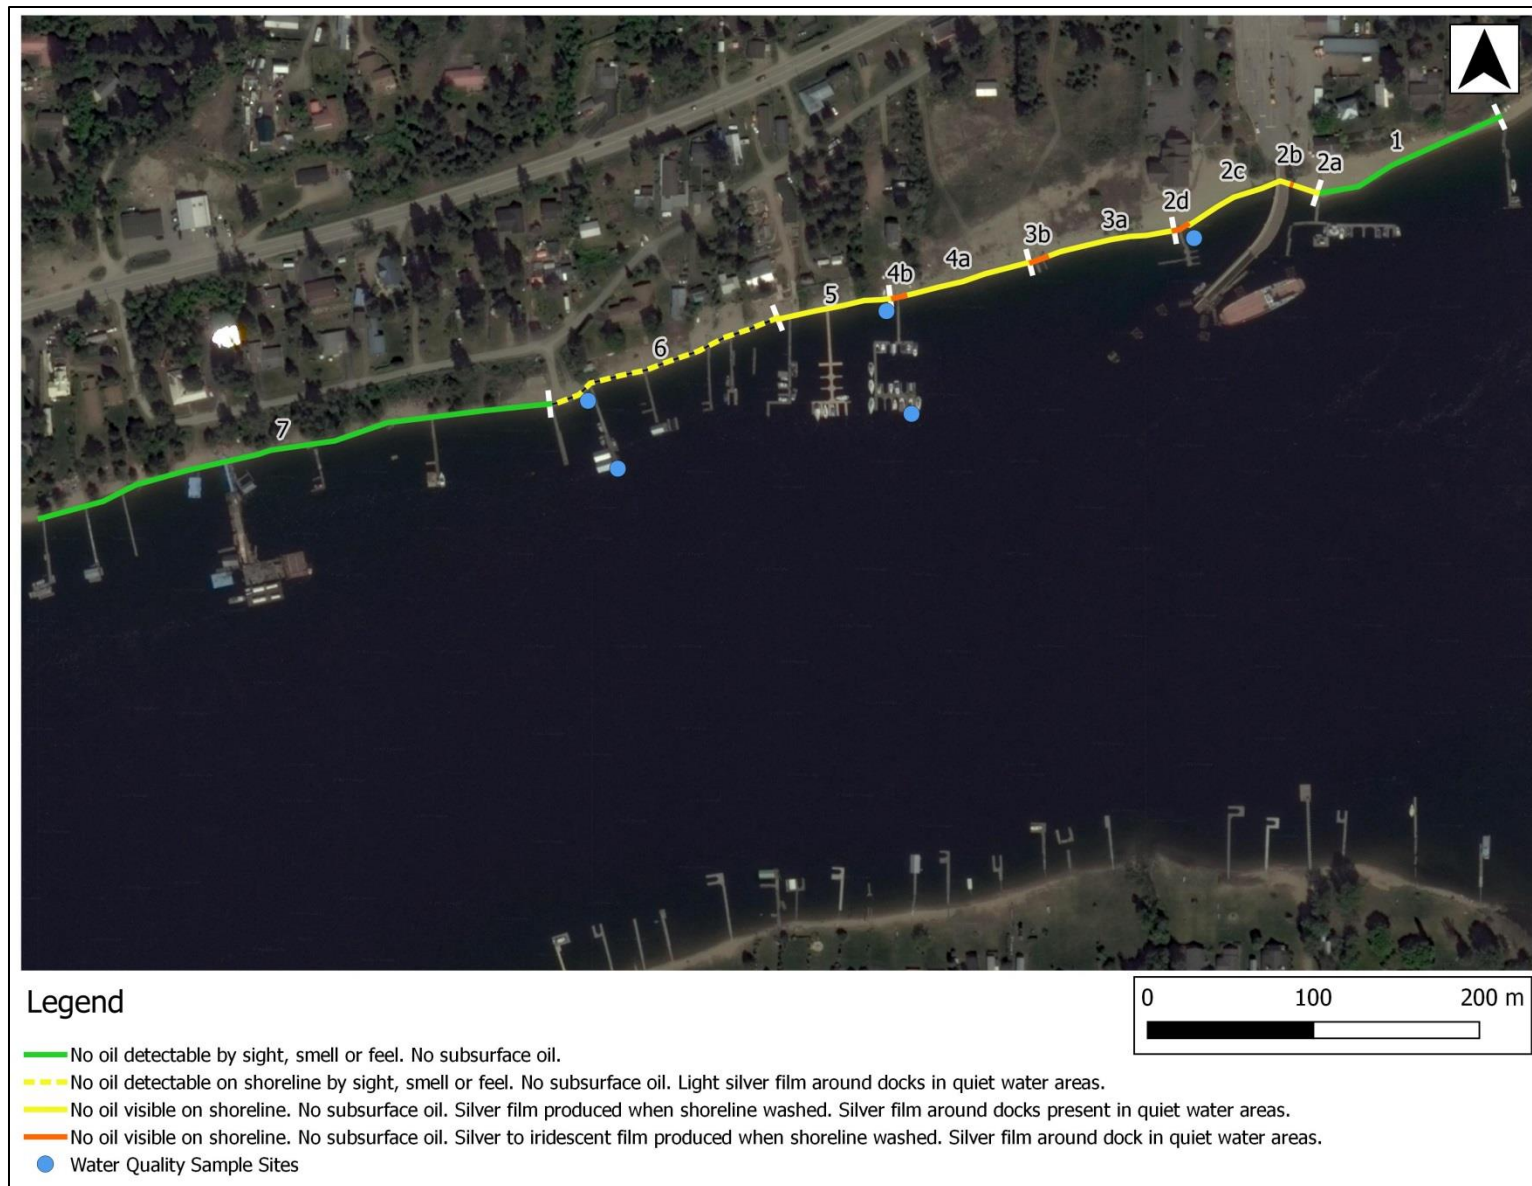 1
2a
2b
2c
2d
3a
3b
4a
4b
5
6
7
Legend
0 100 200 m
No oil detectable by sight, smell or feel. No subsurface oil.
No oil detectable on shoreline by sight, smell or feel. No subsurface oil. Light silver film around docks in quiet water areas.
No oil visible on shoreline. No subsurface oil. Silver film produced when shoreline washed. Silver film around docks present in quiet water areas.
No oil visible on shoreline. No subsurface oil. Silver to iridescent film produced when shoreline washed. Silver film around dock in quiet water areas.
Water Quality Sample Sites